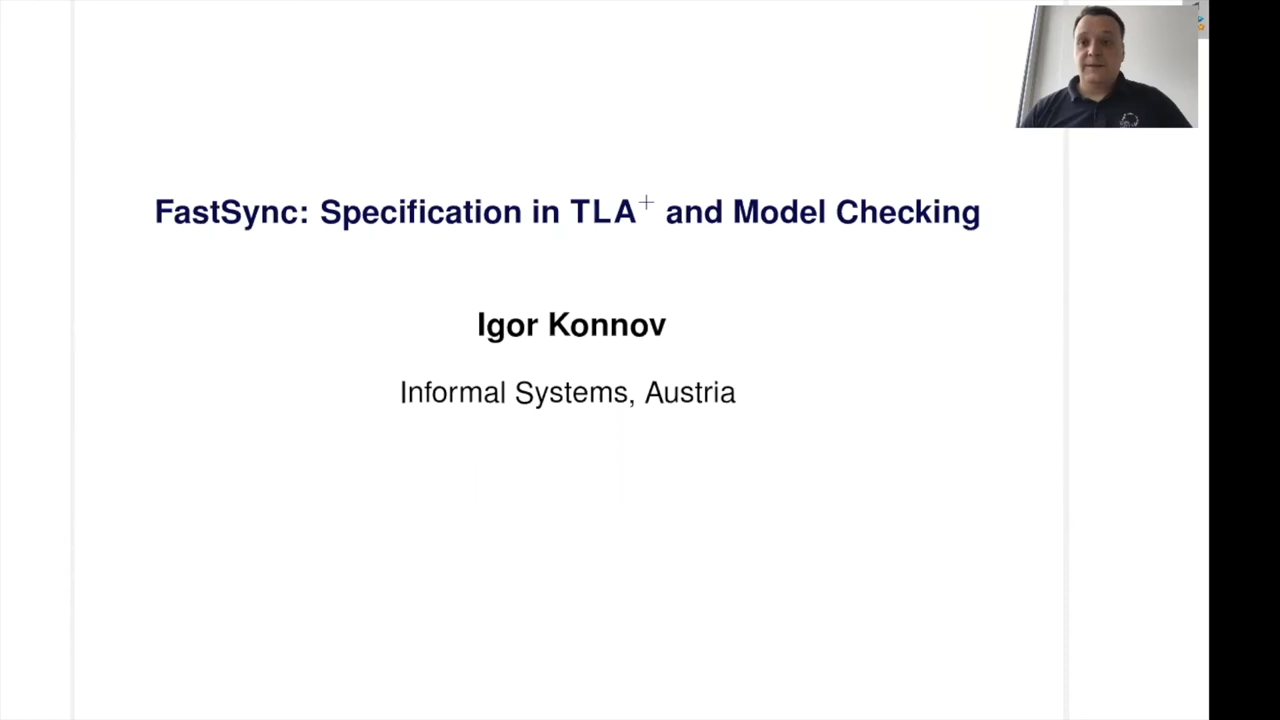 FastSync: Specification in TLA+ and Model Checking
Igor Konnov
Informal Systems, Austria